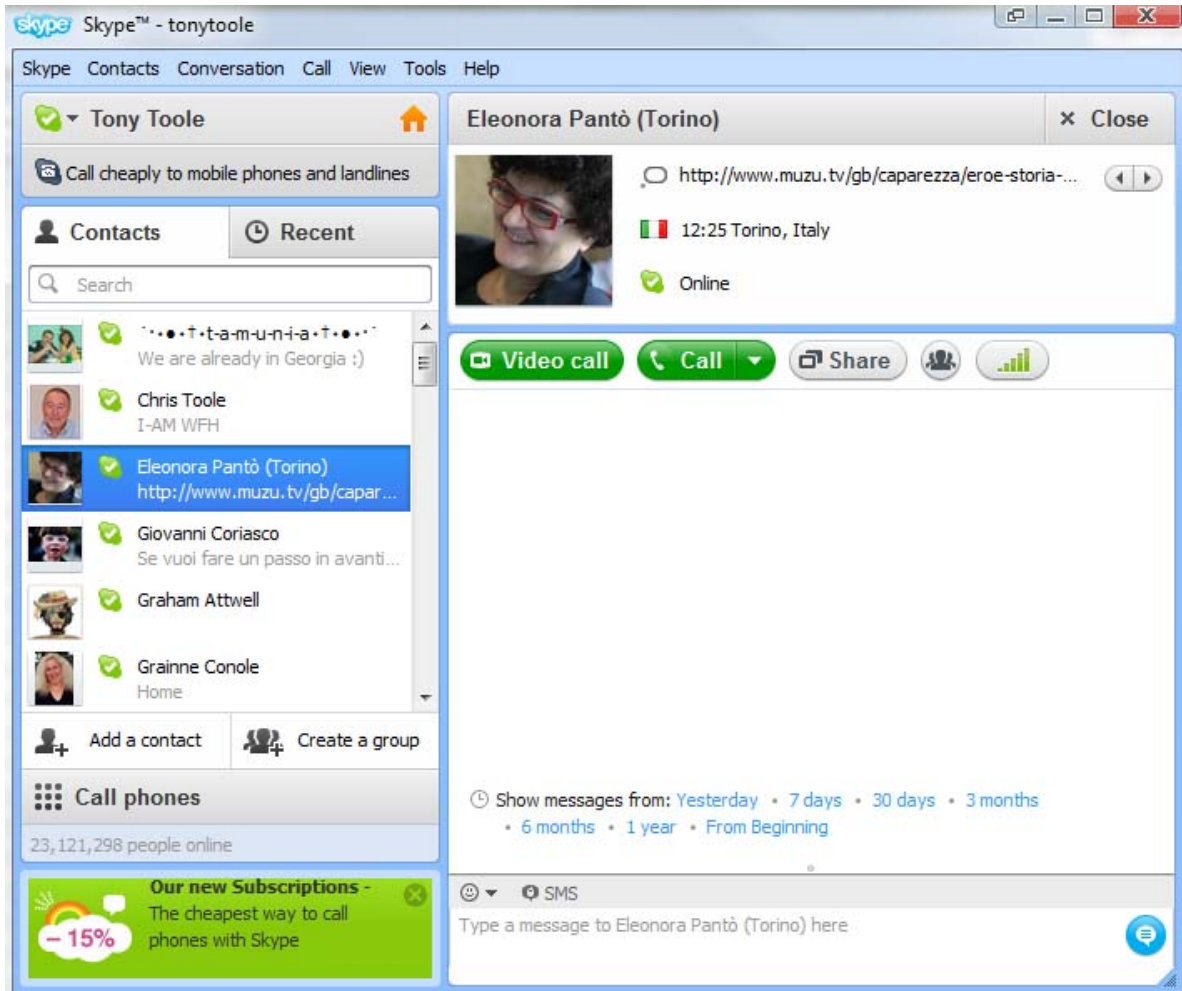 skype Skype™ - tonytoole
Skype Contacts Conversation Call View Tools Help
Tony Toole
Call cheaply to mobile phones and landlines
Contacts Recent
Search
t-a-m-u-n-i-a
We are already in Georgia :)
Chris Toole
I-AM WFH
Eleonora Pantò (Torino)
http://www.muzu.tv/gb/capar...
Giovanni Coriasco
Se vuoi fare un passo in avanti...
Graham Attwell
Grainne Conole
Home
Add a contact Create a group
Call phones
23,121,298 people online
Our new Subscriptions -
The cheapest way to call
phones with Skype
- 15%
Eleonora Pantò (Torino) × Close
http://www.muzu.tv/gb/caparezza/eroe-storia-...
12:25 Torino, Italy
Online
Video call Call Share
Show messages from: Yesterday • 7 days • 30 days • 3 months
• 6 months • 1 year • From Beginning
SMS
Type a message to Eleonora Pantò (Torino) here